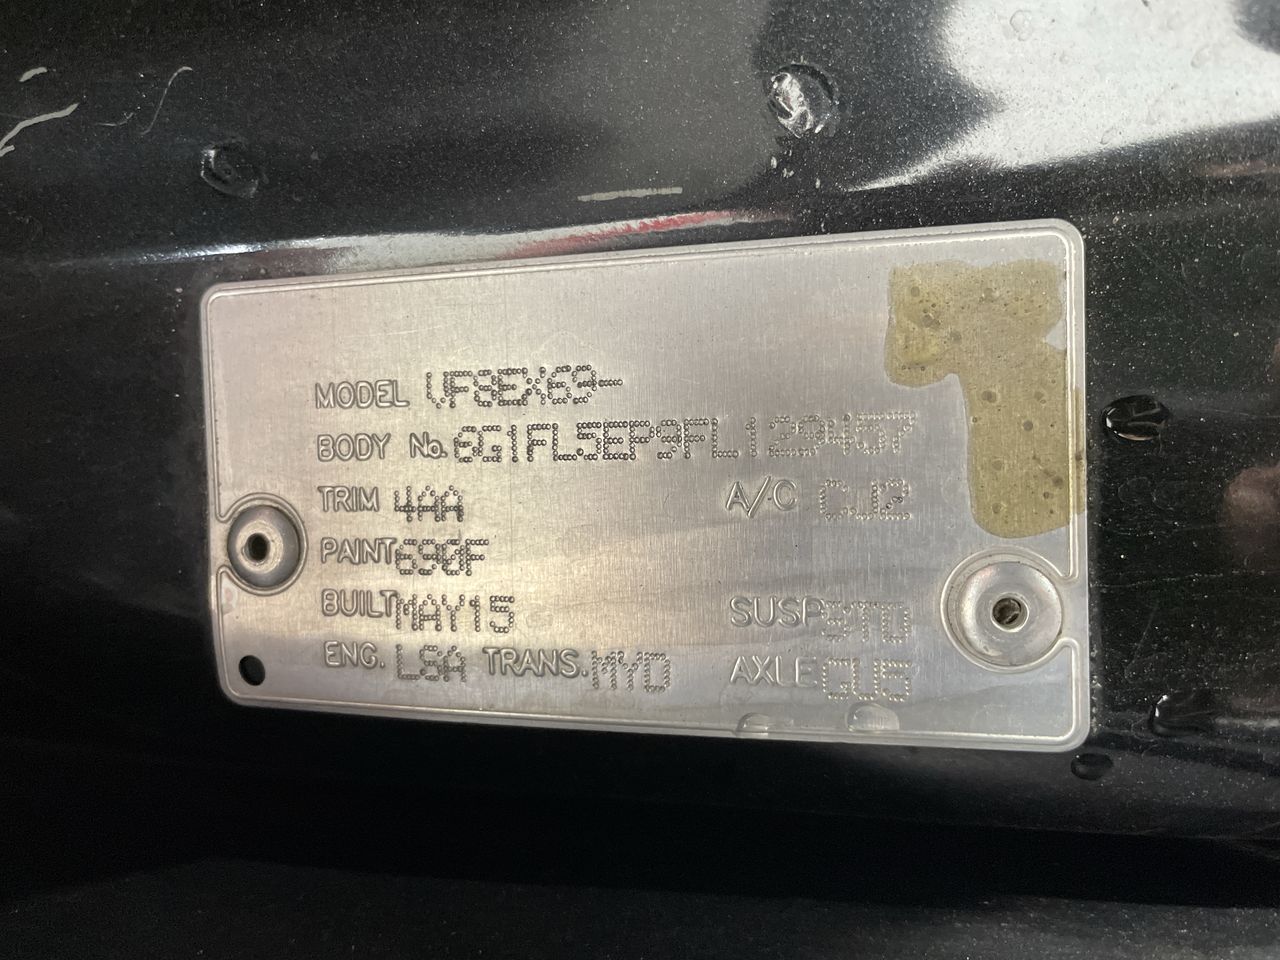 MODEL VF8EX69-
BODY No. 6G1FL5EP9FL129457
TRIM 4AA A/C CJ2
PAINT 690F
BUILT MAY15 SUSP XTD
ENG. LSA TRANS. MYD AXLE GU5